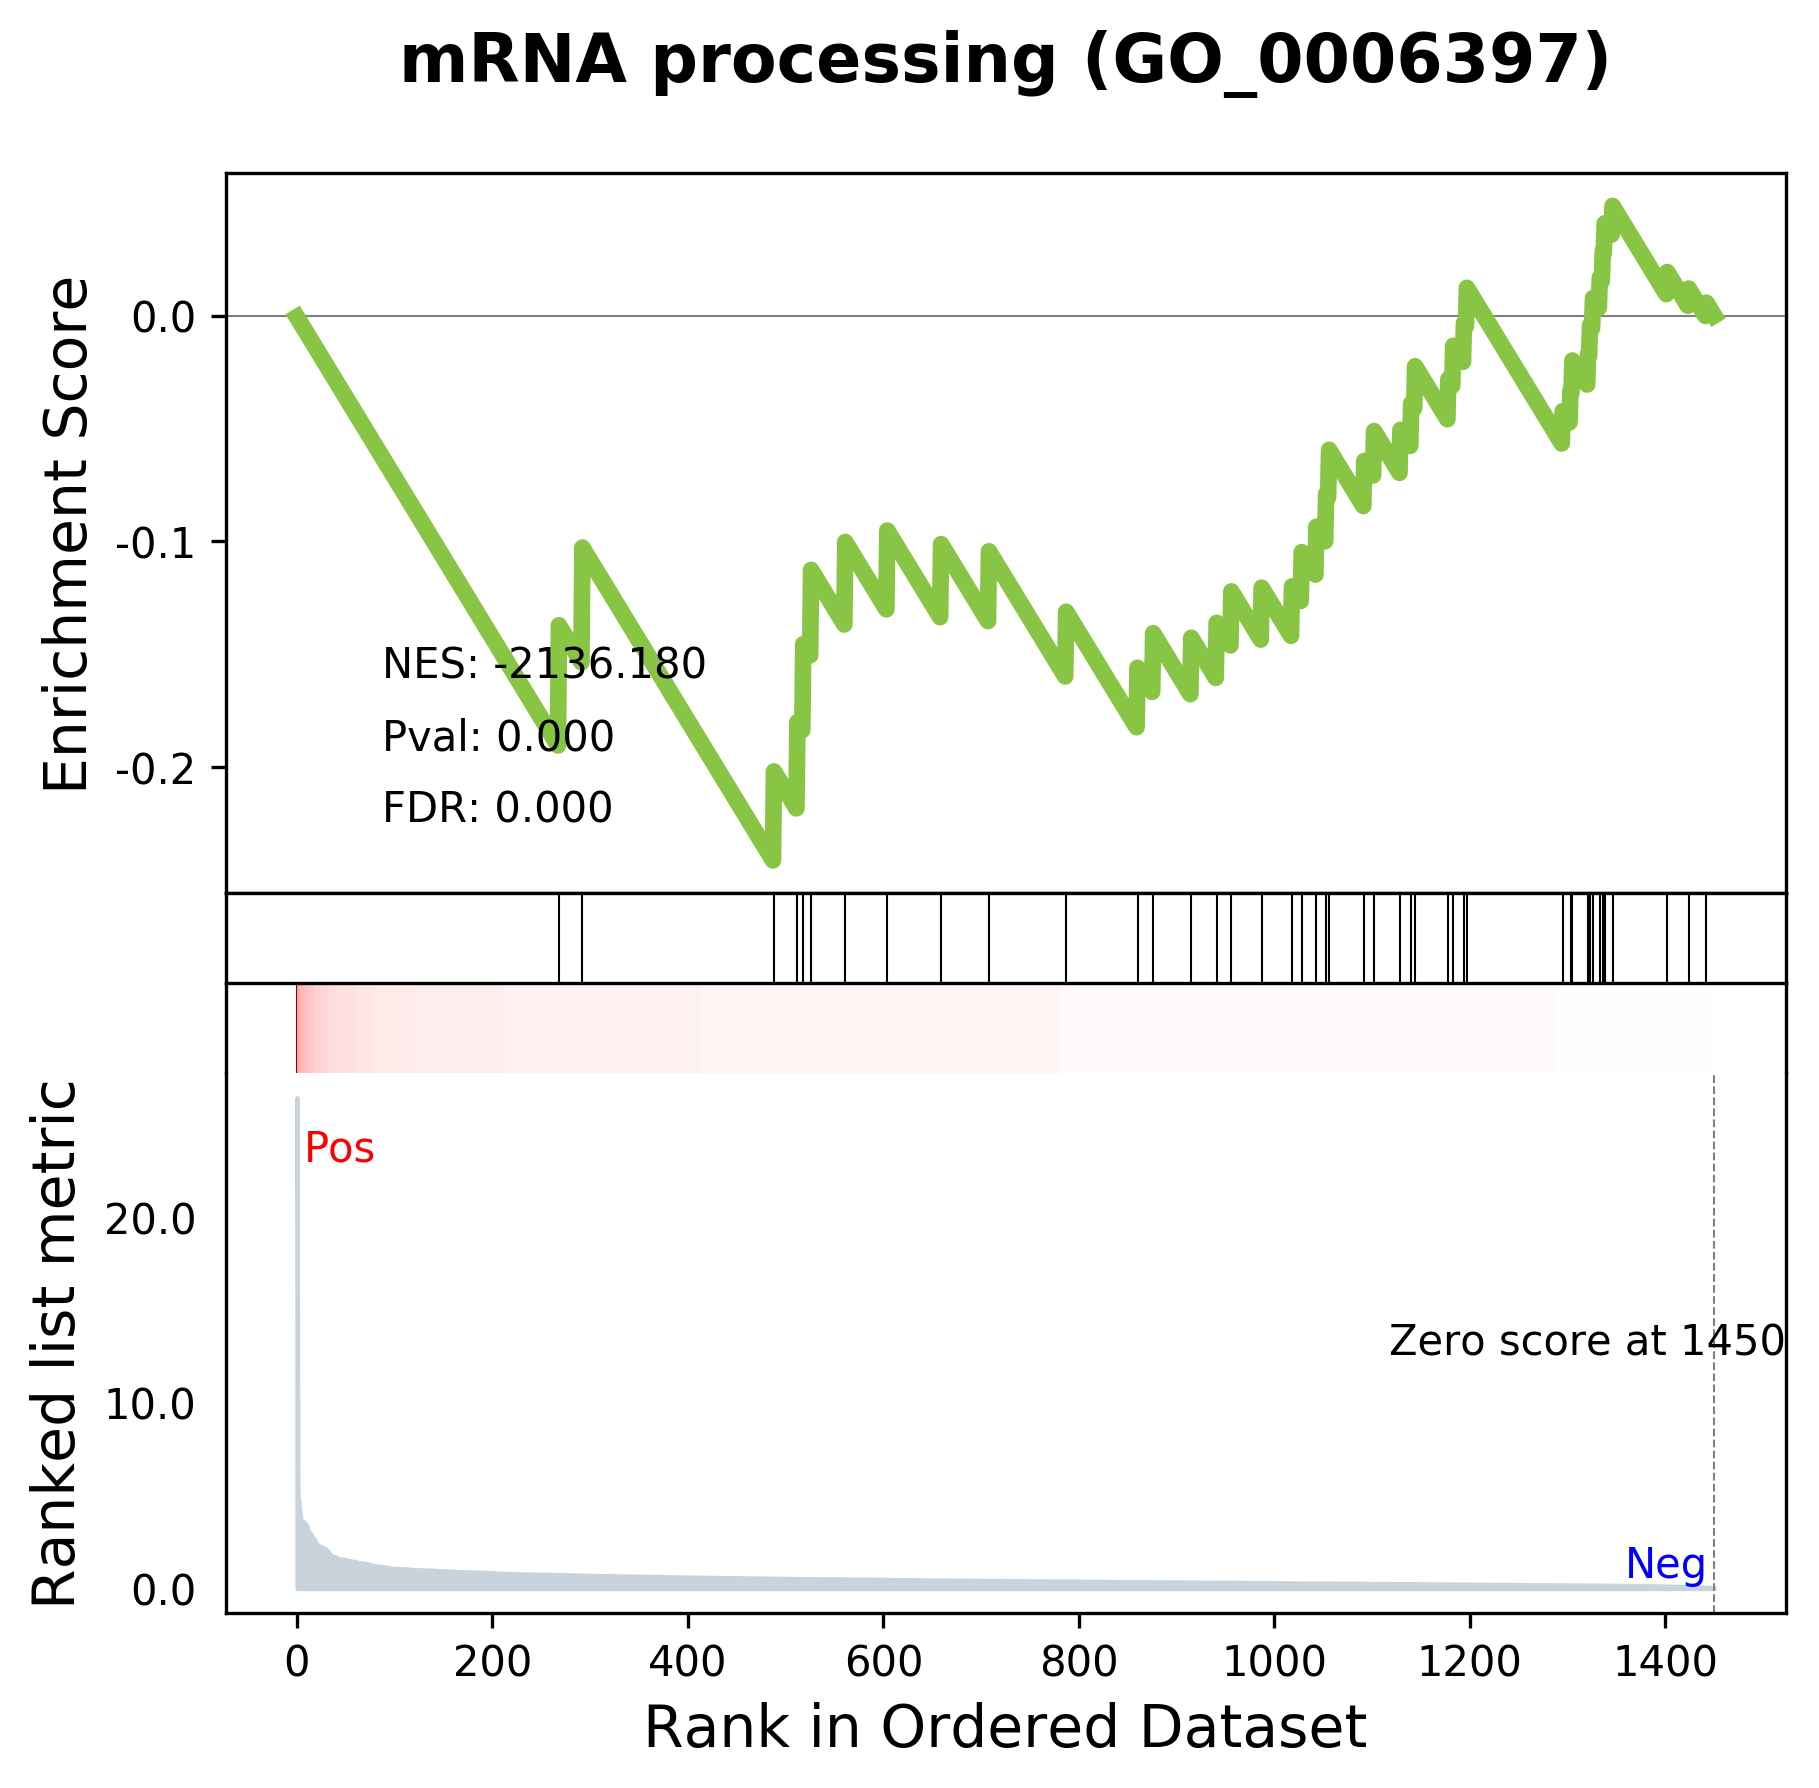 mRNA processing (GO_0006397)
Enrichment Score
0.0
-0.1
-0.2
NES: -2136.180
Pval: 0.000
FDR: 0.000
Ranked list metric
Pos
20.0
10.0
0.0
Zero score at 1450
Neg
0 200 400 600 800 1000 1200 1400
Rank in Ordered Dataset